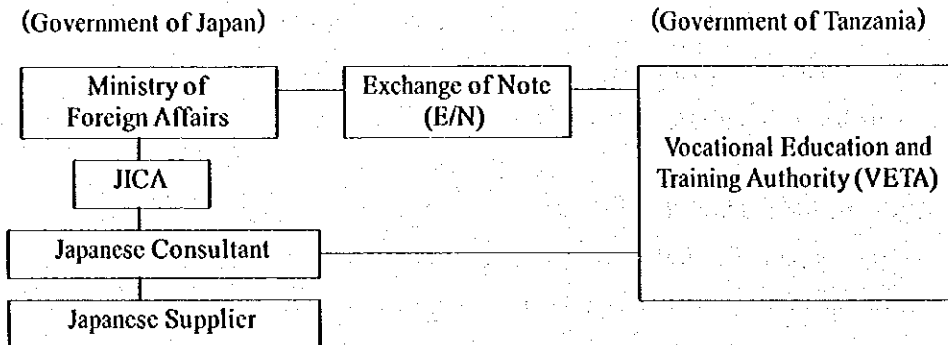 (Government of Japan)
(Government of Tanzania)
Ministry of
Foreign Affairs
Exchange of Note
(E/N)
Vocational Education and
Training Authority (VETA)
JICA
Japanese Consultant
Japanese Supplier